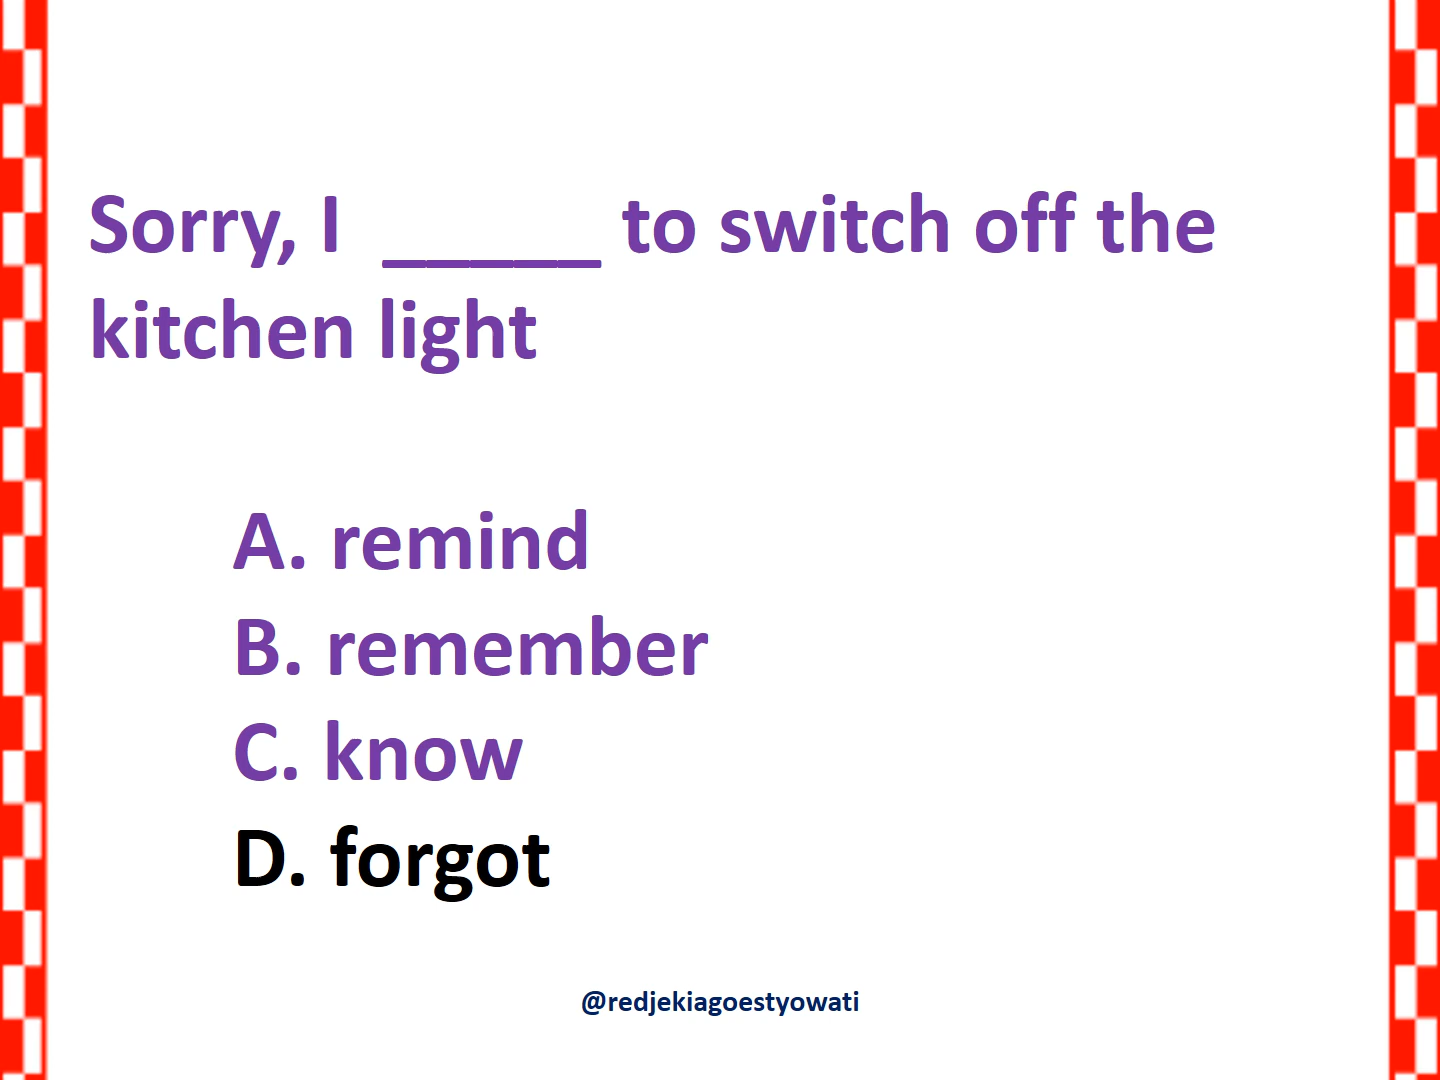 Sorry, I _____ to switch off the
kitchen light
A. remind
B. remember
C. know
D. forgot
@redjekiagoestyowati